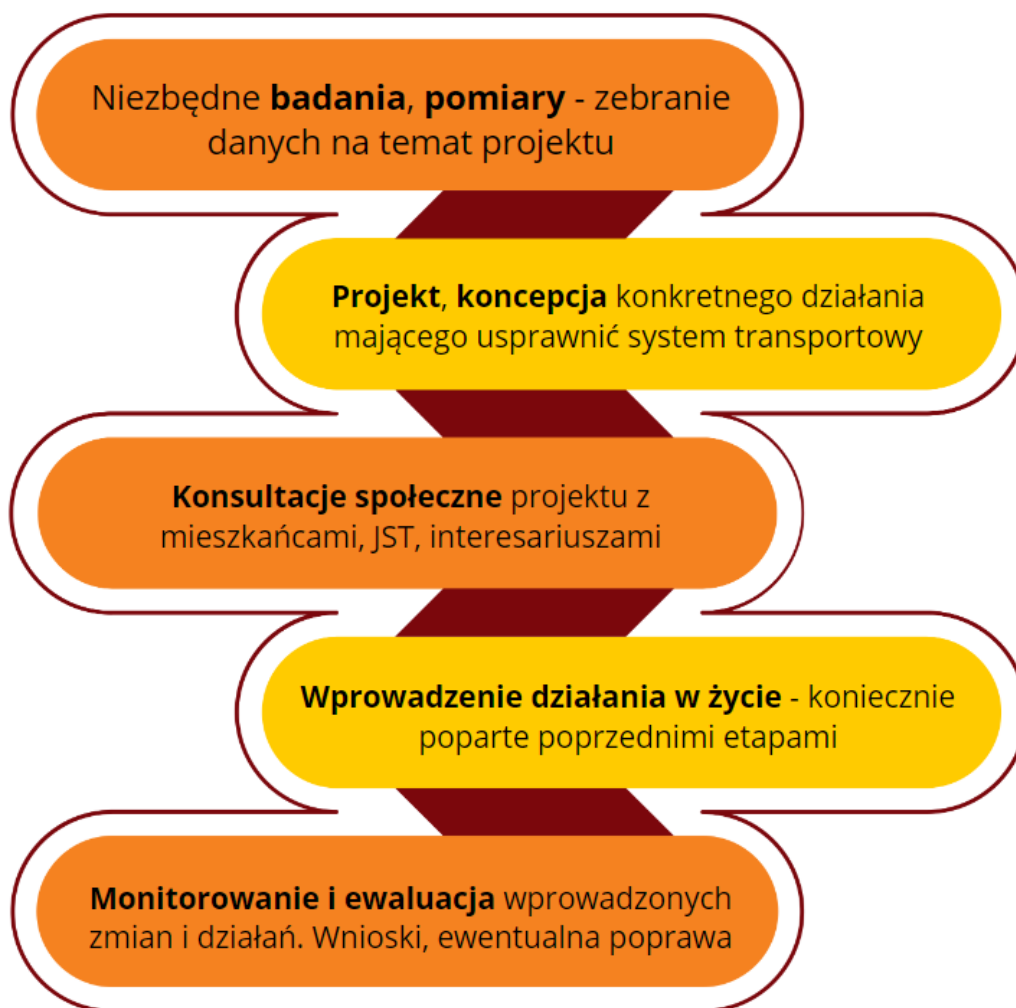 Niezbędne badania, pomiary - zebranie
danych na temat projektu
Projekt, koncepcja konkretnego działania
mającego usprawnić system transportowy
Konsultacje społeczne projektu z
mieszkańcami, JST, interesariuszami
Wprowadzenie działania w życie - koniecznie
poparte poprzednimi etapami
Monitorowanie i ewaluacja wprowadzonych
zmian i działań. Wnioski, ewentualna poprawa